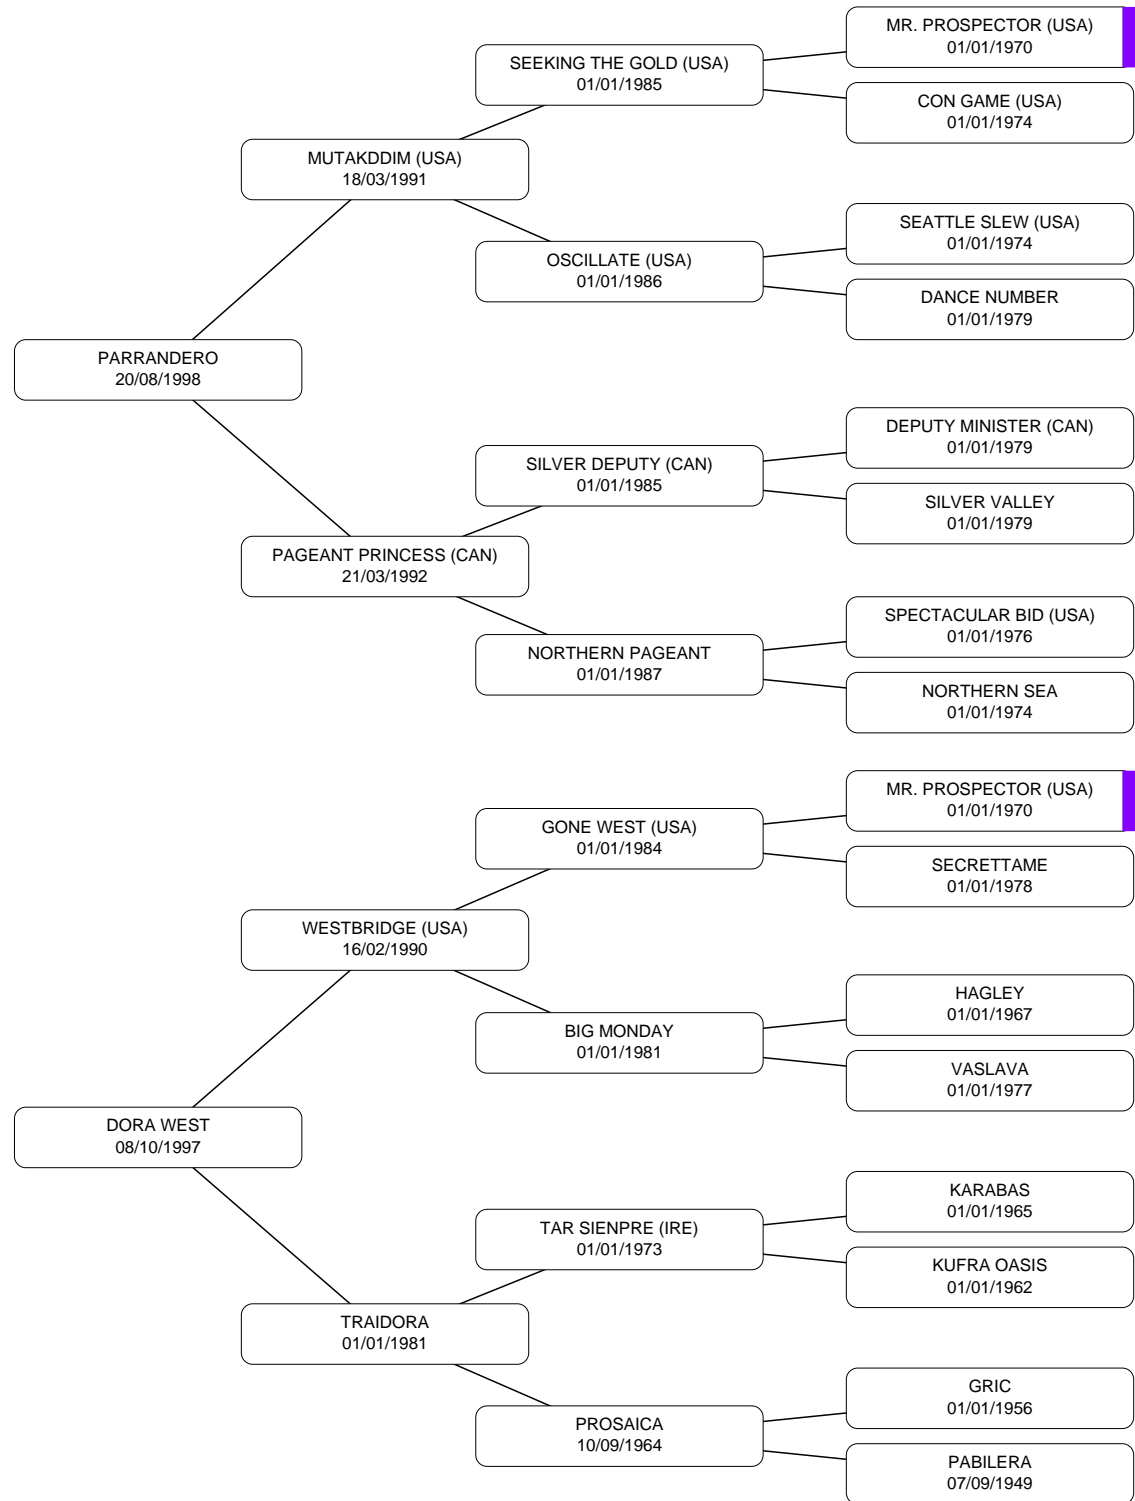 MR. PROSPECTOR (USA)
01/01/1970
SEEKING THE GOLD (USA)
01/01/1985
CON GAME (USA)
01/01/1974
MUTAKDDIM (USA)
18/03/1991
SEATTLE SLEW (USA)
01/01/1974
OSCILLATE (USA)
01/01/1986
DANCE NUMBER
01/01/1979
PARRANDERO
20/08/1998
DEPUTY MINISTER (CAN)
01/01/1979
SILVER DEPUTY (CAN)
01/01/1985
SILVER VALLEY
01/01/1979
PAGEANT PRINCESS (CAN)
21/03/1992
SPECTACULAR BID (USA)
01/01/1976
NORTHERN PAGEANT
01/01/1987
NORTHERN SEA
01/01/1974
MR. PROSPECTOR (USA)
01/01/1970
GONE WEST (USA)
01/01/1984
SECRETTAME
01/01/1978
WESTBRIDGE (USA)
16/02/1990
HAGLEY
01/01/1967
BIG MONDAY
01/01/1981
VASLAVA
01/01/1977
DORA WEST
08/10/1997
KARABAS
01/01/1965
TAR SIENPRE (IRE)
01/01/1973
KUFRA OASIS
01/01/1962
TRAIDORA
01/01/1981
GRIC
01/01/1956
PROSAICA
10/09/1964
PABILERA
07/09/1949